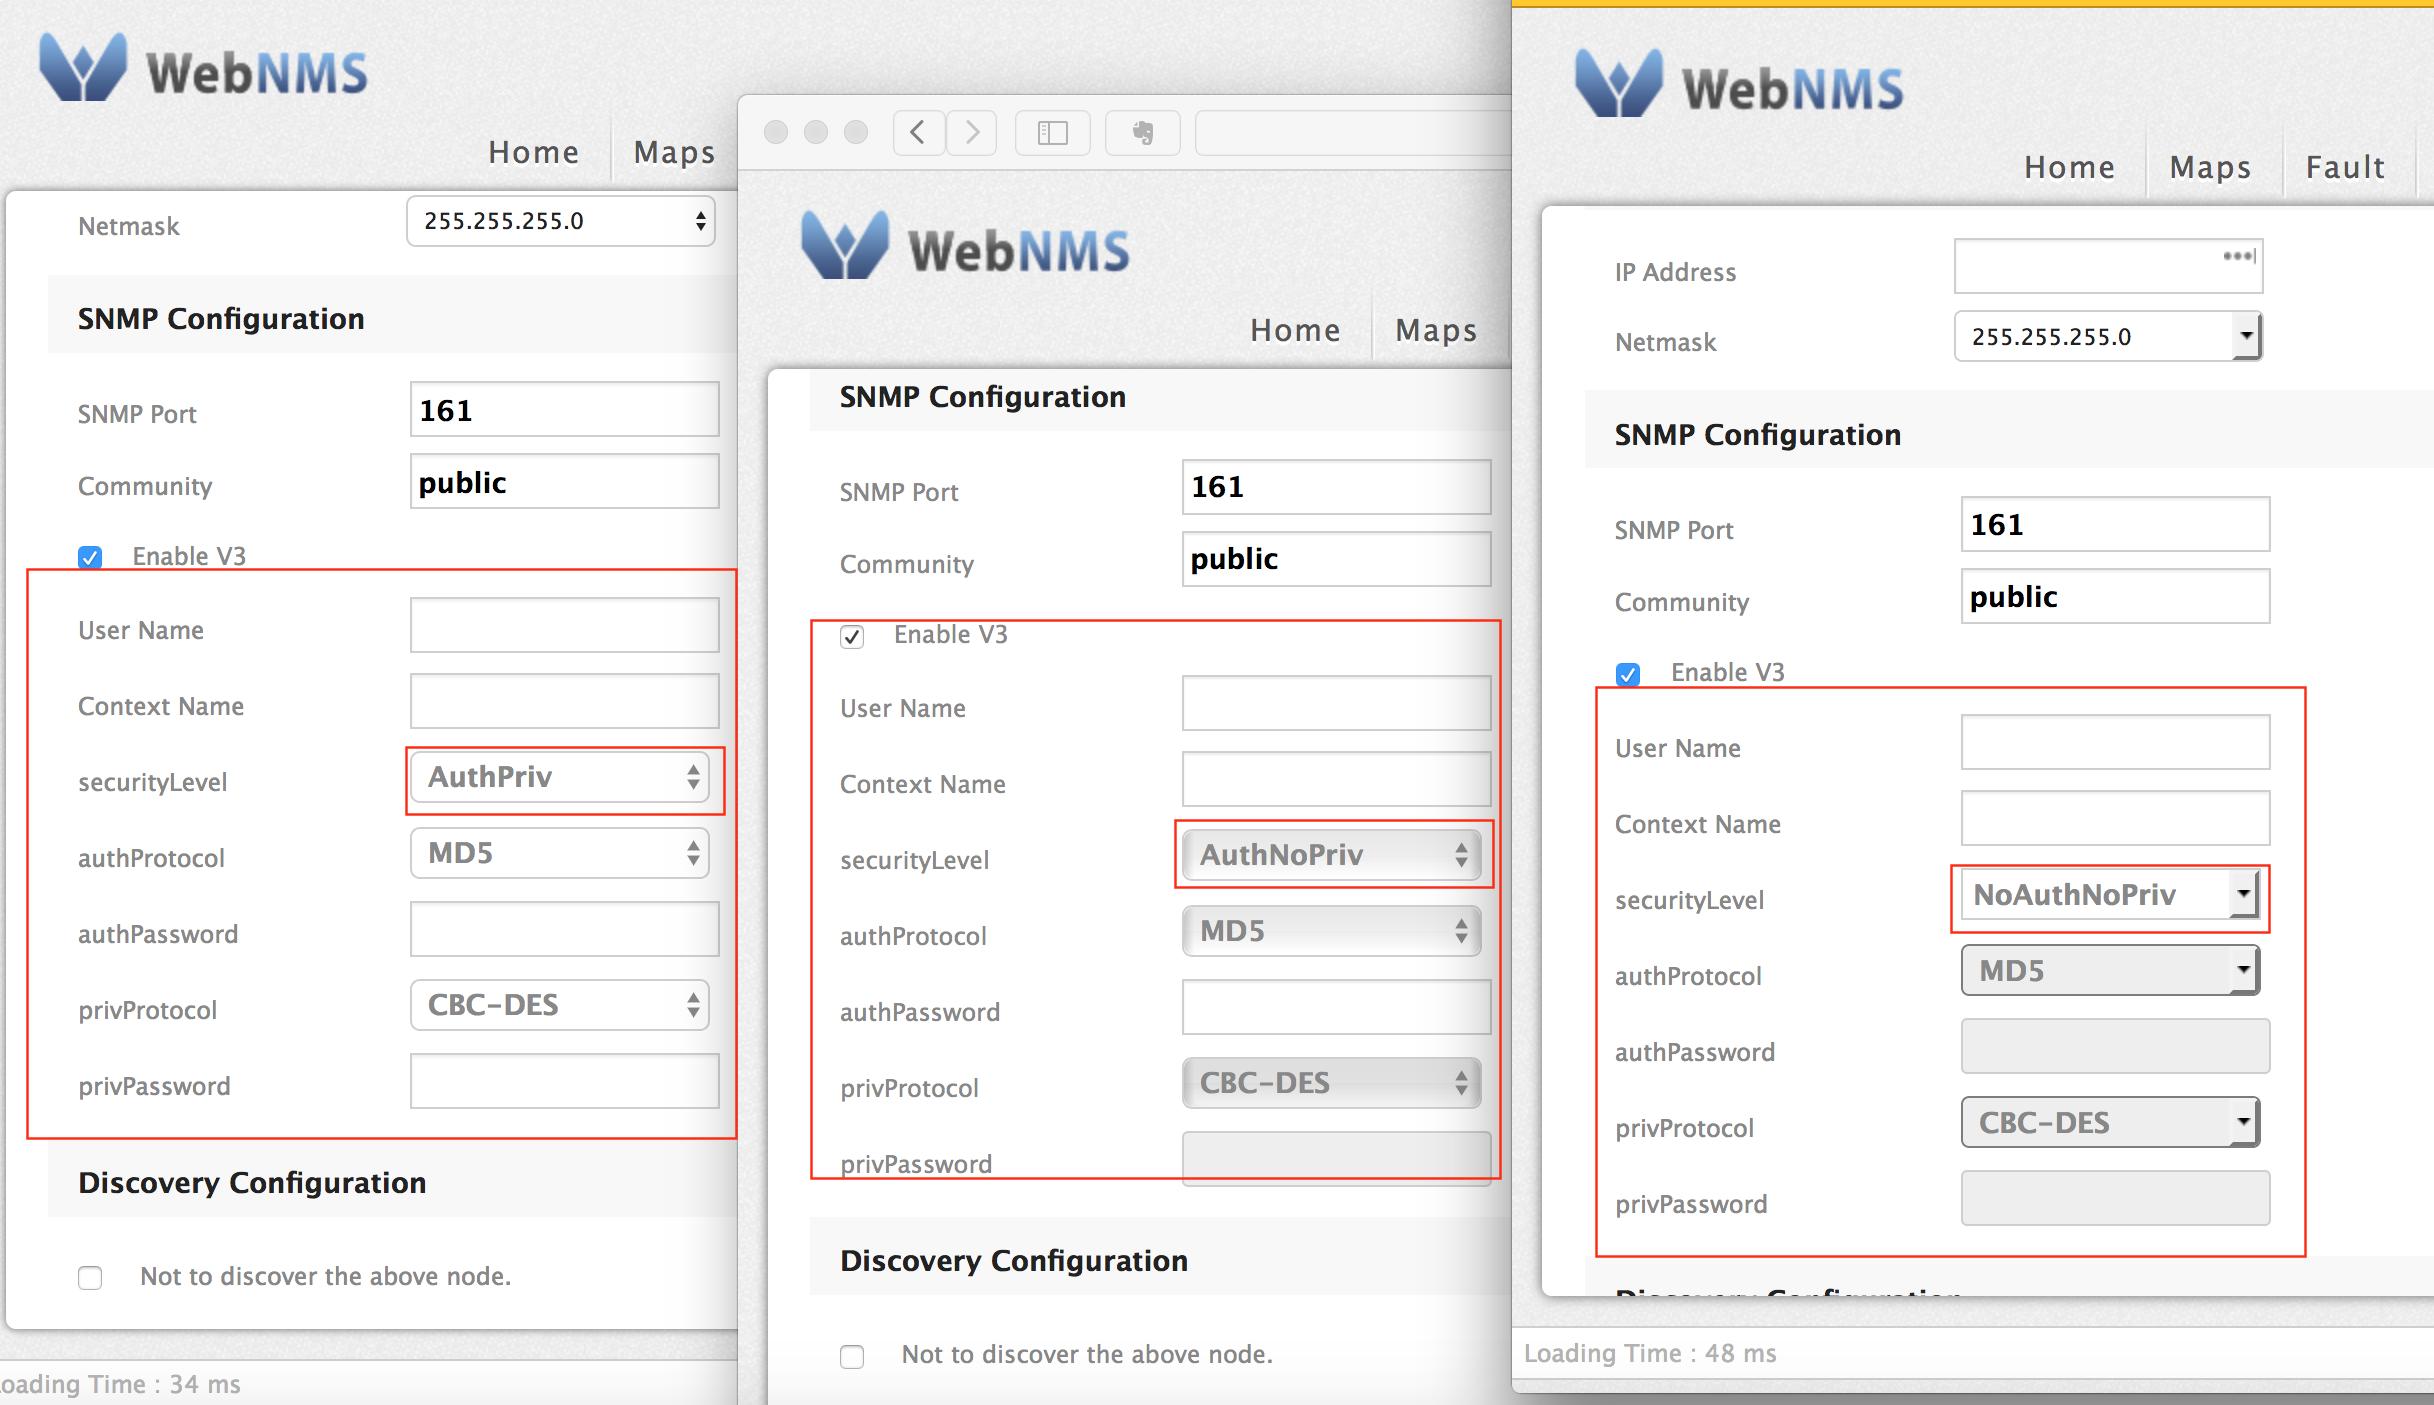 WebNMS
Home
Maps
Netmask
255.255.255.0
SNMP Configuration
SNMP Port
161
Community
public
Enable V3
User Name
Context Name
securityLevel
AuthPriv
authProtocol
MD5
authPassword
privProtocol
CBC-DES
privPassword
Discovery Configuration
Not to discover the above node.
oading Time : 34 ms
WebNMS
Home
Maps
SNMP Configuration
SNMP Port
161
Community
public
Enable V3
User Name
Context Name
securityLevel
AuthNoPriv
authProtocol
MD5
authPassword
privProtocol
CBC-DES
privPassword
Discovery Configuration
Not to discover the above node.
WebNMS
Home
Maps
Fault
IP Address
Netmask
255.255.255.0
SNMP Configuration
SNMP Port
161
Community
public
Enable V3
User Name
Context Name
securityLevel
NoAuthNoPriv
authProtocol
MD5
authPassword
privProtocol
CBC-DES
privPassword
Discovery Configuration
Loading Time : 48 ms